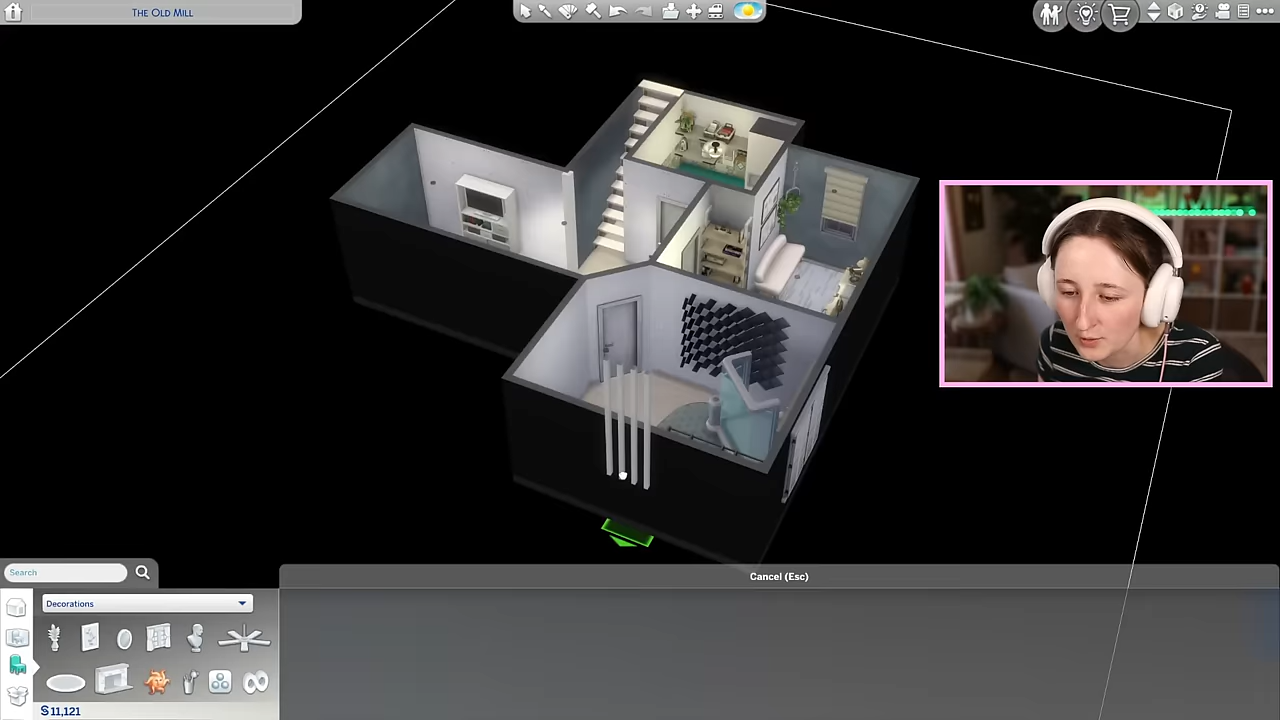 THE OLD MILL
Cancel (Esc)
Search
Decorations
$11,121